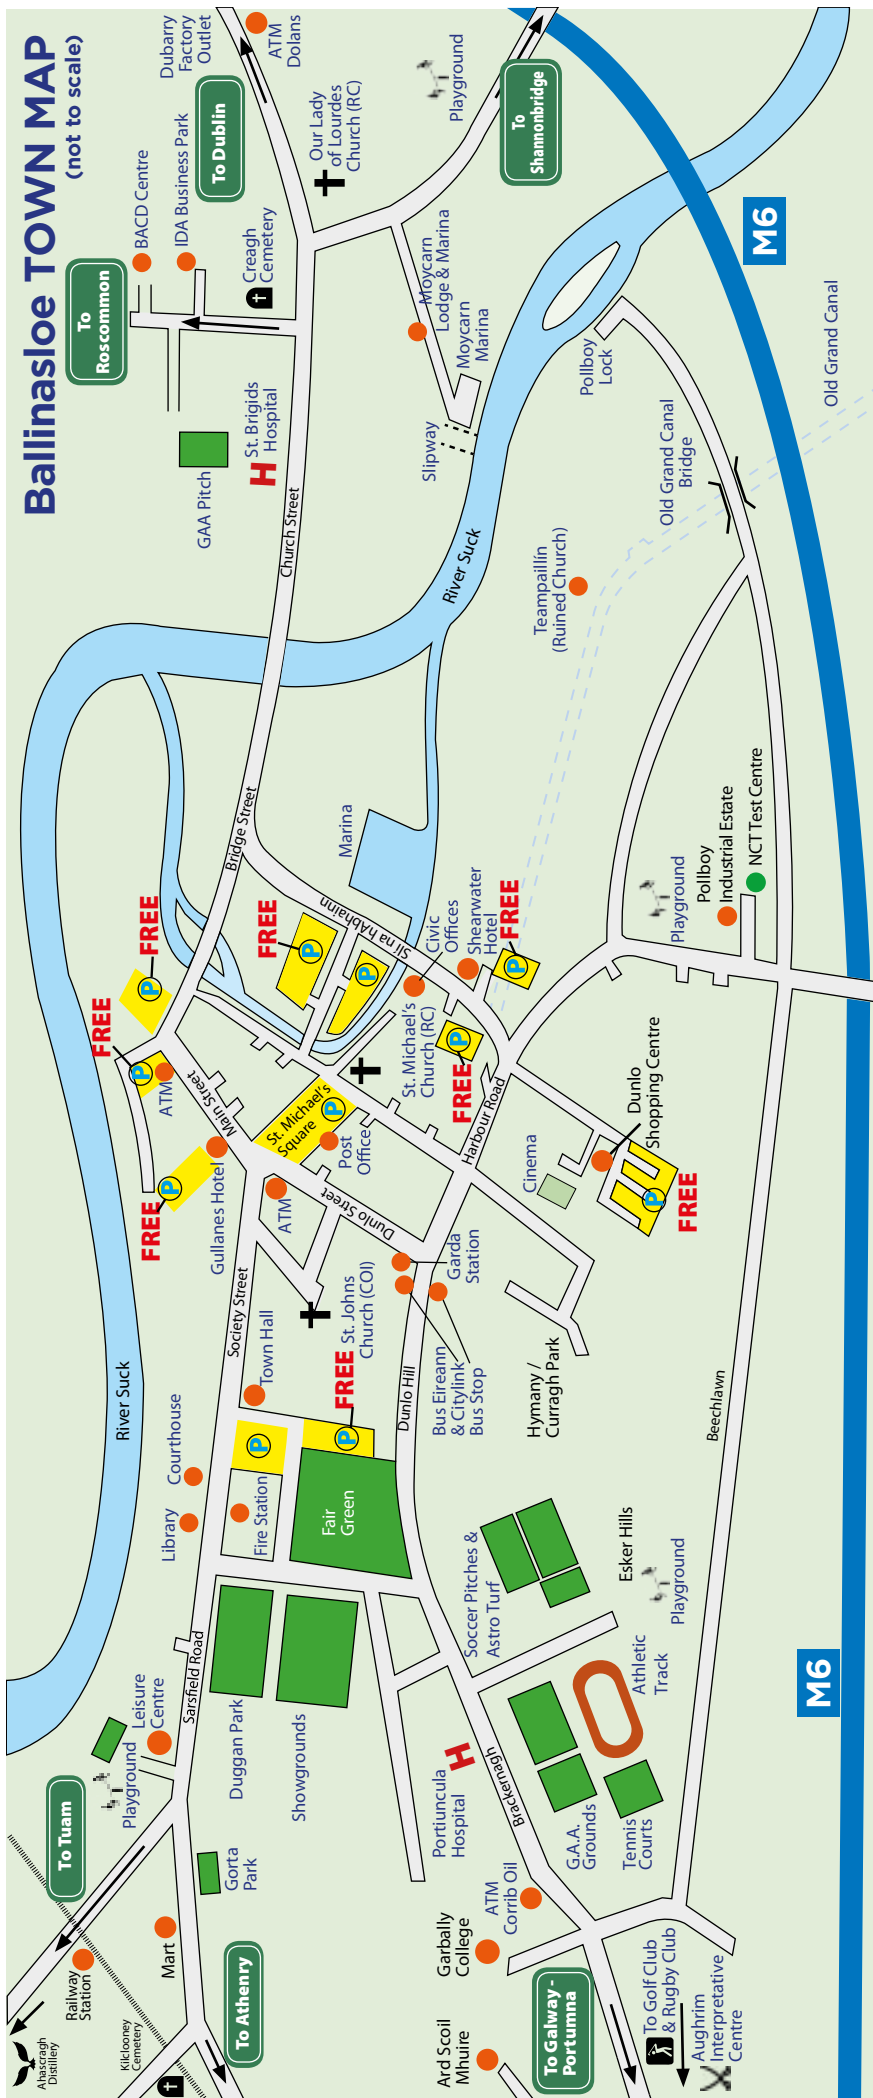 Ballinasloe TOWN MAP
(not to scale)
Dubarry
Factory
Outlet
ATM
Dolans
To Dublin
BACD Centre
IDA Business Park
To
Roscommon
Creagh
Cemetery
Our Lady
of Lourdes
Church (RC)
Playground
To
Shannonbridge
M6
Moycarn
Lodge & Marina
Moycarn
Marina
Slipway
GAA Pitch
St. Brigids
Hospital
Church Street
River Suck
Pollboy
Lock
Old Grand Canal
Old Grand Canal
Bridge
Teampaillín
(Ruined Church)
Bridge Street
Marina
Slí na hAbhainn
FREE
P
FREE
P
FREE
P
P
Civic
Offices
Shearwater
Hotel
FREE
P
St. Michael's
Church (RC)
FREE
P
ATM
Main Street
St. Michael's
Square
P
Post
Office
Gullanes Hotel
FREE
P
ATM
Dunlo Street
Harbour Road
Cinema
Dunlo
Shopping Centre
P
FREE
Playground
Pollboy
Industrial Estate
NCT Test Centre
River Suck
Society Street
Town Hall
St. Johns
Church (COI)
Garda
Station
Bus Eireann
& Citylink
Bus Stop
Dunlo Hill
Hymany /
Curragh Park
Beechlawn
Courthouse
Library
Fire Station
P
FREE
P
Fair
Green
Soccer Pitches &
Astro Turf
Esker Hills
Playground
Sarsfield Road
Leisure
Centre
Playground
Duggan Park
Showgrounds
Portiuncula
Hospital
H
H
Brackernagh
Athletic
Track
G.A.A.
Grounds
Tennis
Courts
M6
To Tuam
Gorta
Park
Mart
Railway
Station
ATM
Corrib Oil
Garbally
College
Ard Scoil
Mhuire
To Athenry
Kilclooney
Cemetery
Ahascragh
Distillery
To Galway -
Portumna
To Golf Club
& Rugby Club
Aughrim
Interpretative
Centre